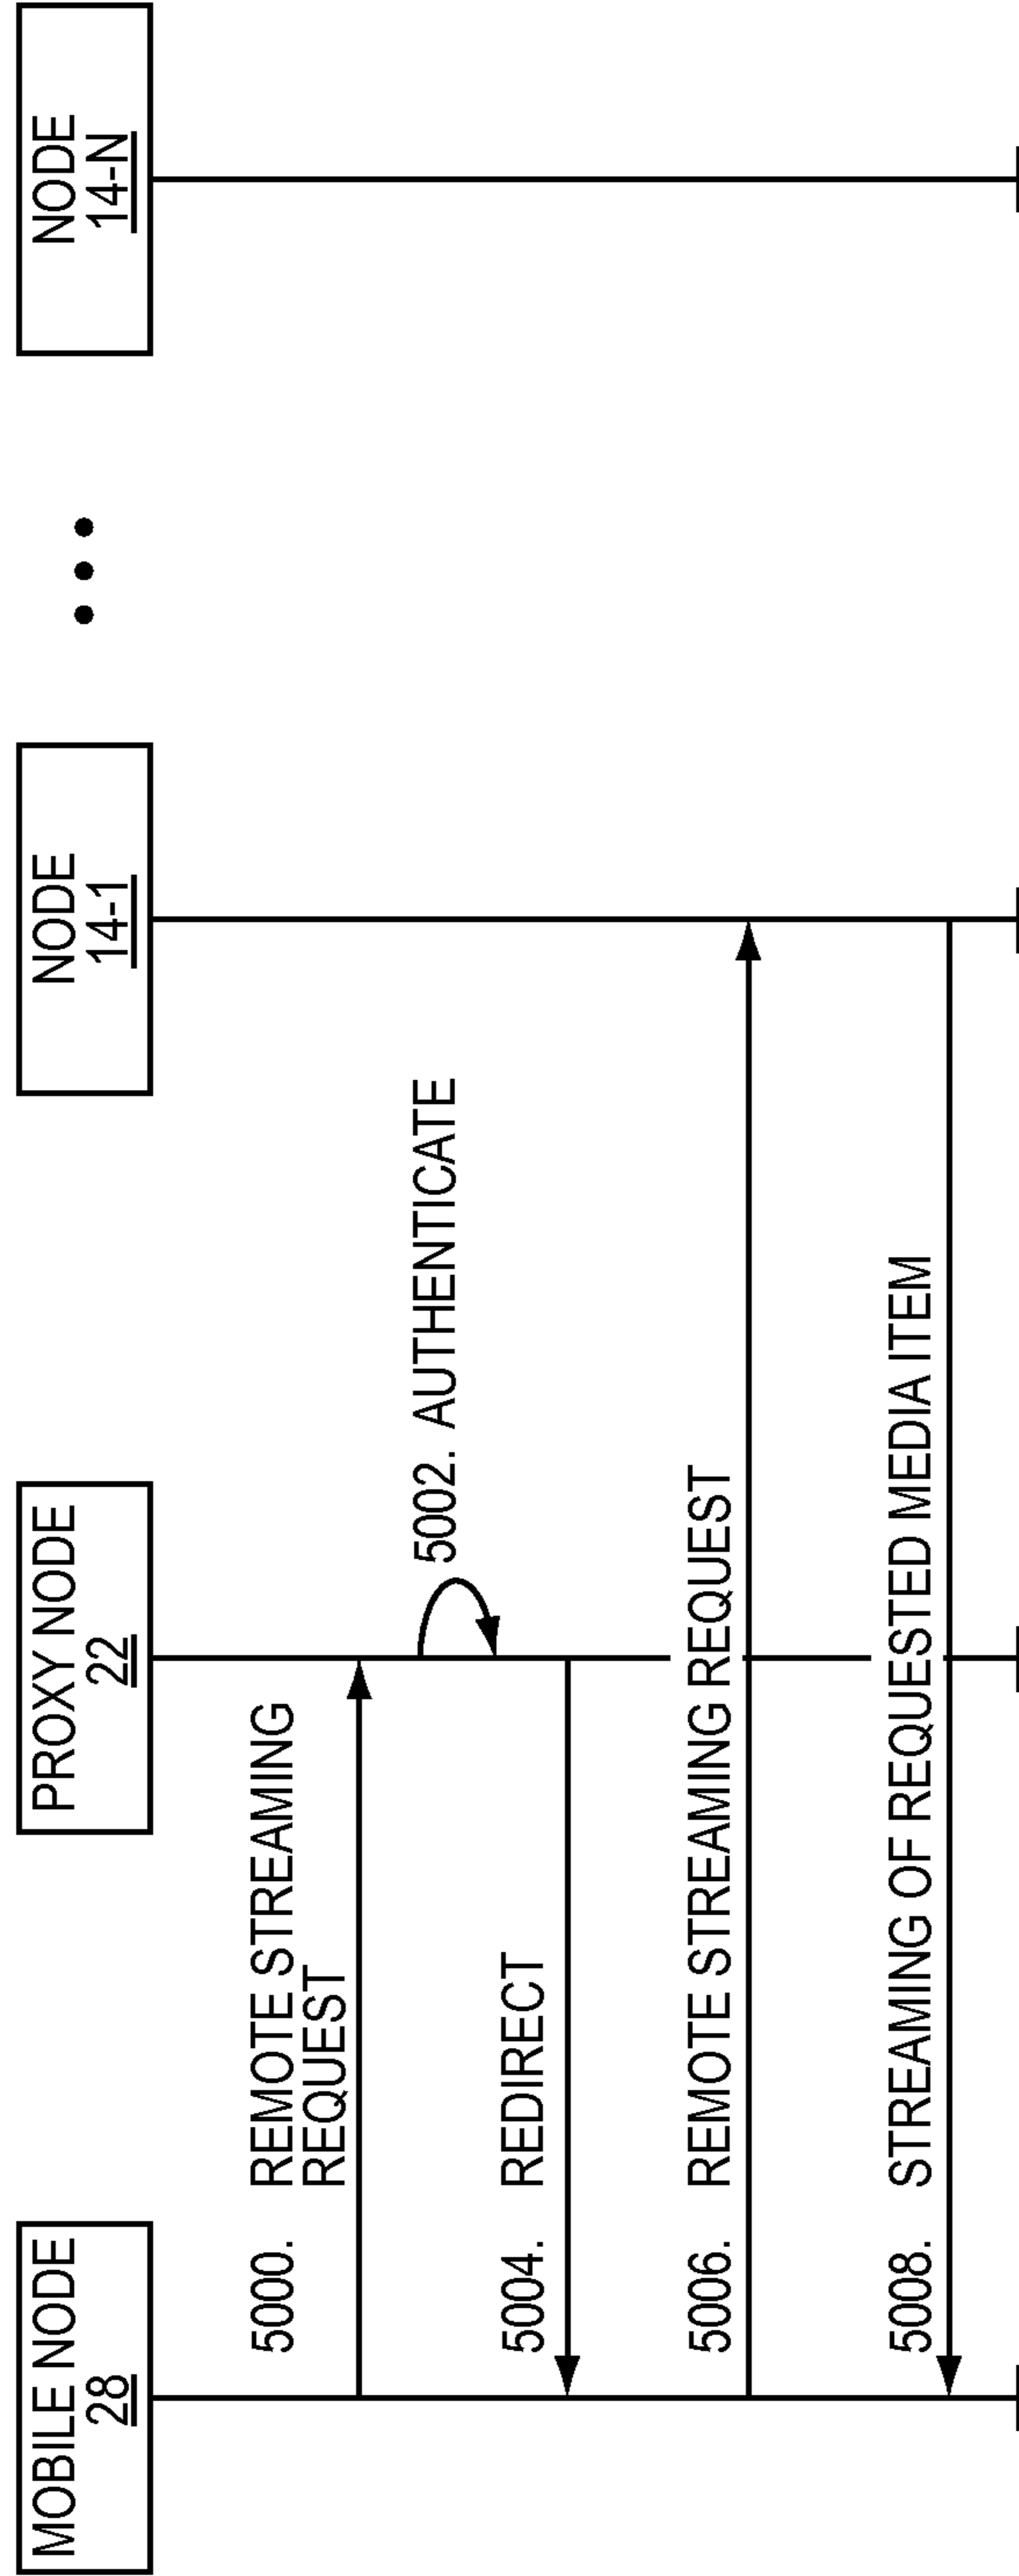 MOBILE NODE
28
PROXY NODE
22
NODE
14-1
NODE
14-N
5000. REMOTE STREAMING
REQUEST
5002. AUTHENTICATE
5004. REDIRECT
5006. REMOTE STREAMING REQUEST
5008. STREAMING OF REQUESTED MEDIA ITEM